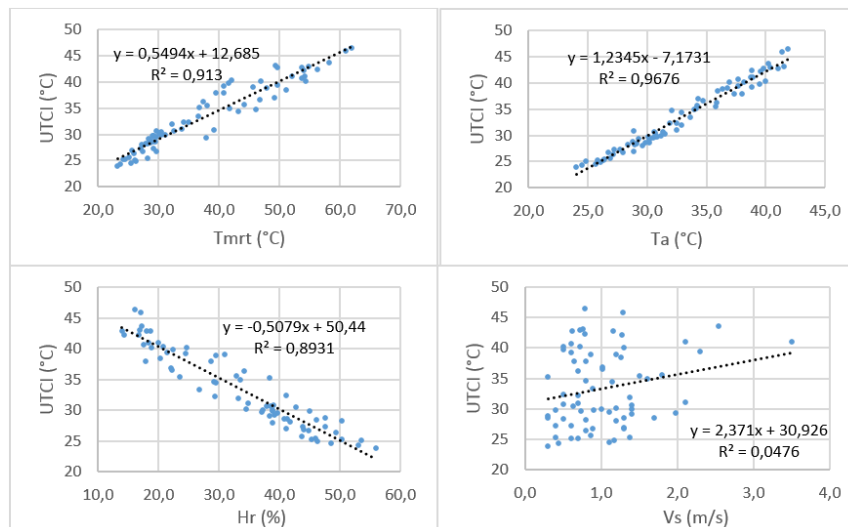 50
45
40
35
30
25
20
UTCI (°C)
y = 0,5494x + 12,685
R² = 0,913
20,0 30,0 40,0 50,0 60,0 70,0
Tmrt (°C)
50
45
40
35
30
25
20
UTCI (°C)
y = 1,2345x - 7,1731
R² = 0,9676
20,0 25,0 30,0 35,0 40,0 45,0
Ta (°C)
50
45
40
35
30
25
20
UTCI (°C)
y = -0,5079x + 50,44
R² = 0,8931
10,0 20,0 30,0 40,0 50,0 60,0
Hr (%)
50
45
40
35
30
25
20
UTCI (°C)
y = 2,371x + 30,926
R² = 0,0476
0,0 1,0 2,0 3,0 4,0
Vs (m/s)